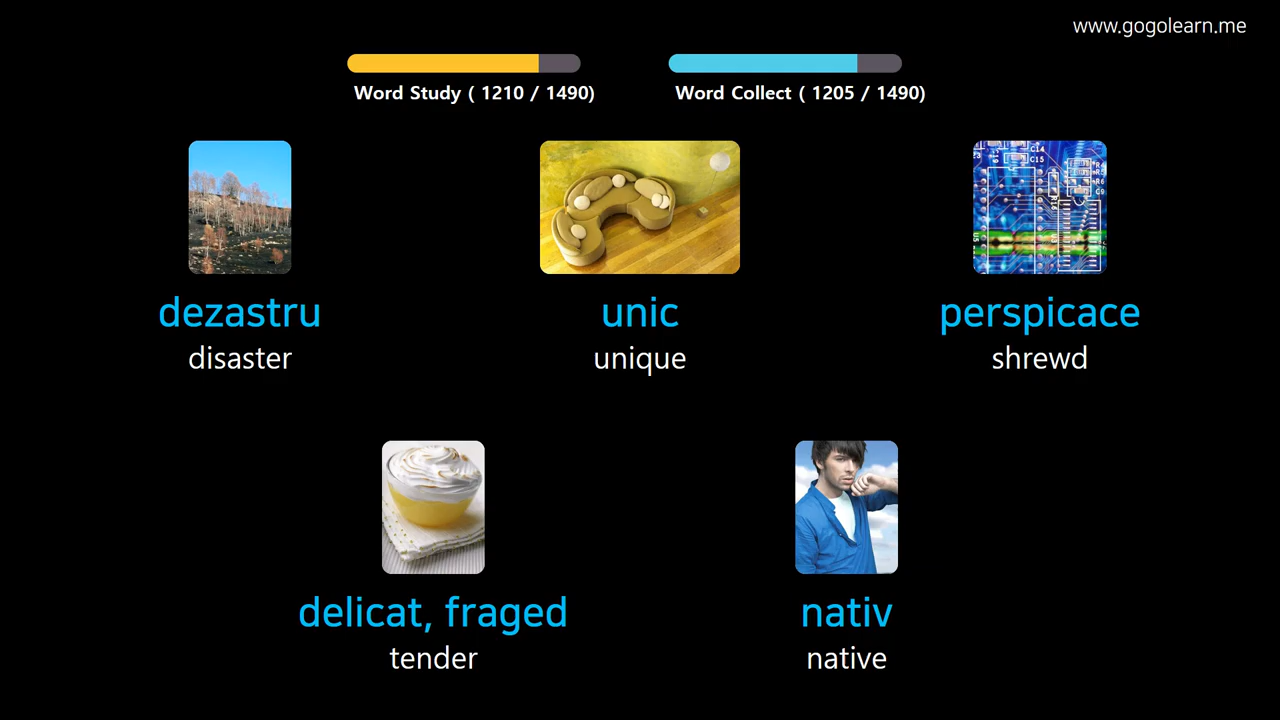 www.gogolearn.me
Word Study ( 1210 / 1490)
Word Collect ( 1205 / 1490)
dezastru
disaster
unic
unique
perspicace
shrewd
delicat, fraged
tender
nativ
native